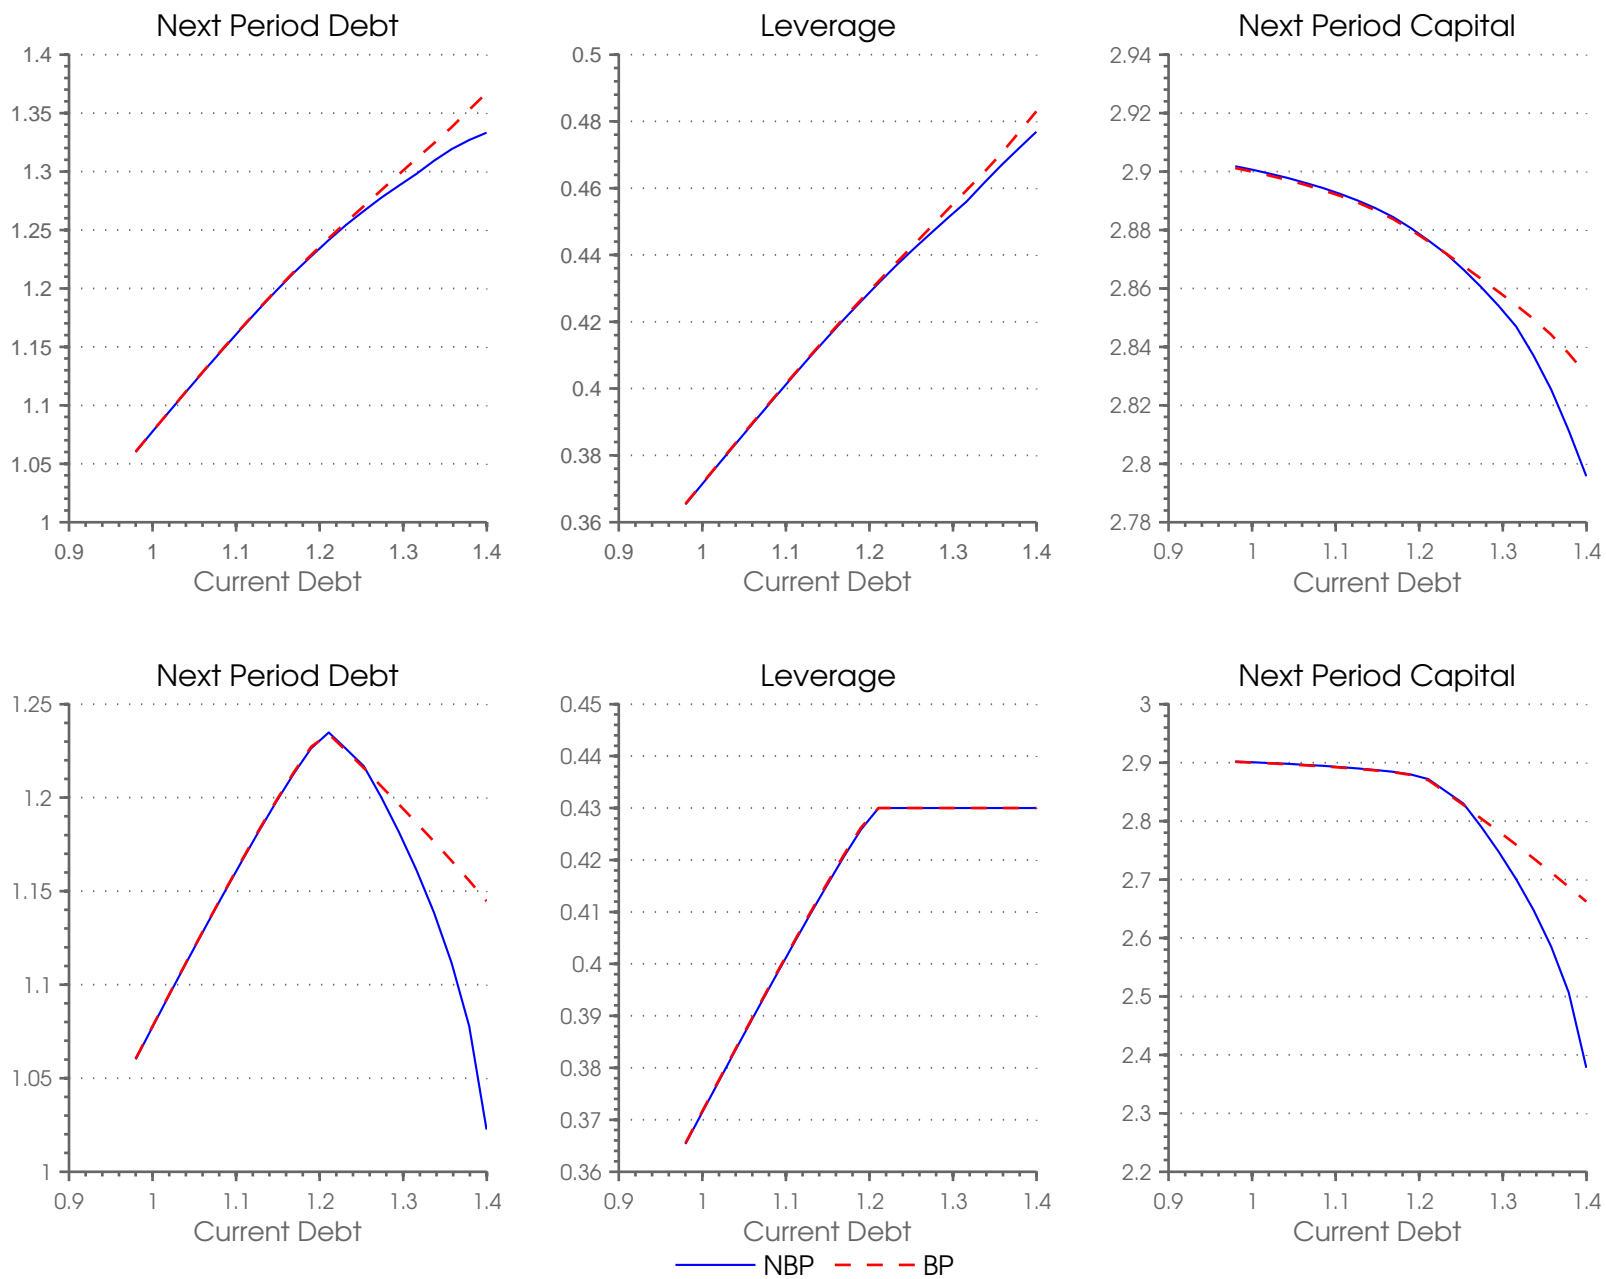 Next Period Debt
1.4
1.35
1.3
1.25
1.2
1.15
1.1
1.05
1
0.9 1 1.1 1.2 1.3 1.4
Current Debt
Leverage
0.5
0.48
0.46
0.44
0.42
0.4
0.38
0.36
0.9 1 1.1 1.2 1.3 1.4
Current Debt
Next Period Capital
2.94
2.92
2.9
2.88
2.86
2.84
2.82
2.8
2.78
0.9 1 1.1 1.2 1.3 1.4
Current Debt
Next Period Debt
1.25
1.2
1.15
1.1
1.05
1
0.9 1 1.1 1.2 1.3 1.4
Current Debt
Leverage
0.45
0.44
0.43
0.42
0.41
0.4
0.39
0.38
0.37
0.36
0.9 1 1.1 1.2 1.3 1.4
Current Debt
Next Period Capital
3
2.9
2.8
2.7
2.6
2.5
2.4
2.3
2.2
0.9 1 1.1 1.2 1.3 1.4
Current Debt
NBP BP